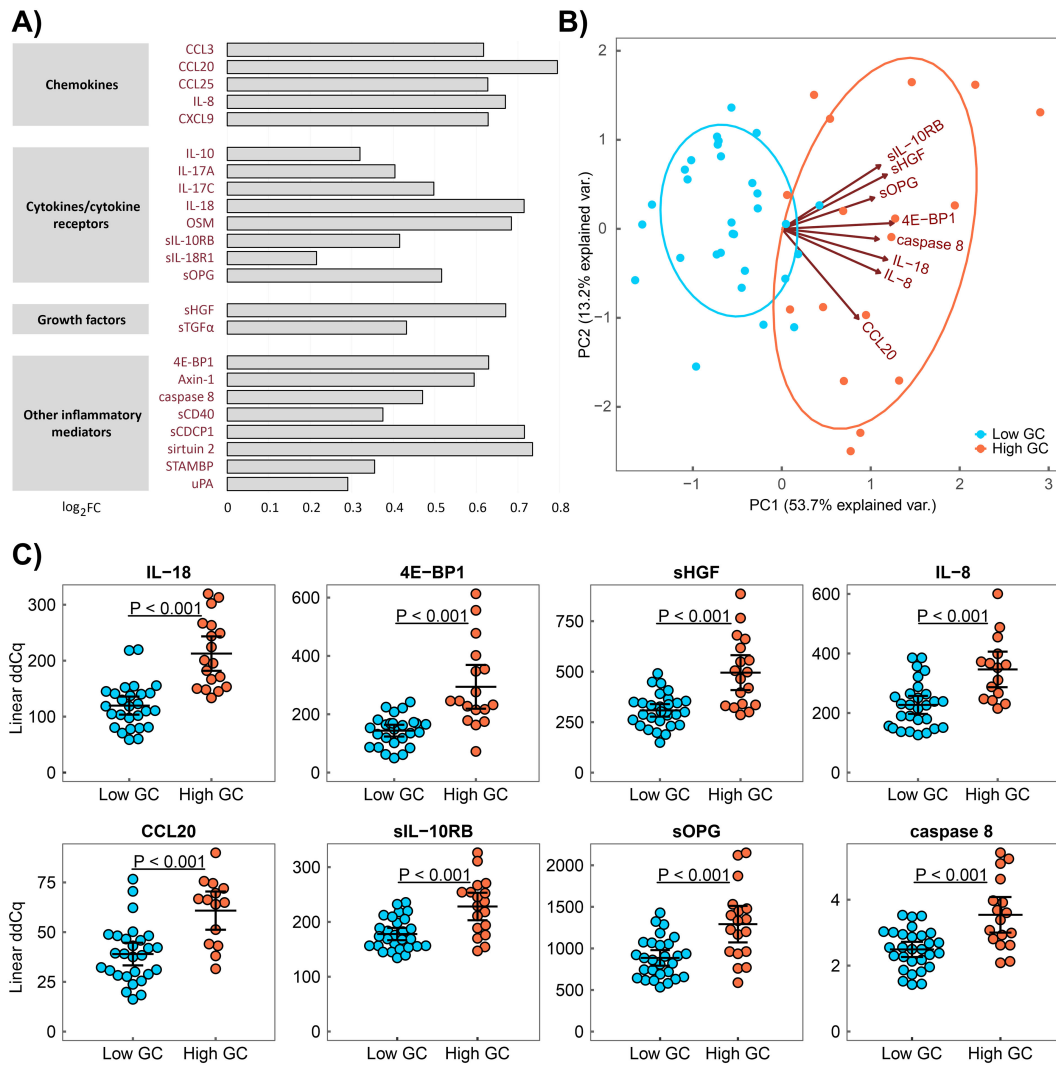 A)
Chemokines
CCL3
CCL20
CCL25
IL-8
CXCL9
Cytokines/cytokine
receptors
IL-10
IL-17A
IL-17C
IL-18
OSM
sIL-10RB
sIL-18R1
sOPG
Growth factors
sHGF
sTGFα
Other inflammatory
mediators
4E-BP1
Axin-1
caspase 8
sCD40
sCDCP1
sirtuin 2
STAMBP
uPA
log2FC
0 0.1 0.2 0.3 0.4 0.5 0.6 0.7 0.8
B)
PC2 (13.2% explained var.)
2
1
0
−1
−2
sIL−10RB
sHGF
sOPG
4E−BP1
caspase 8
IL−18
IL−8
CCL20
Low GC
High GC
−1 0 1 2 3
PC1 (53.7% explained var.)
C)
IL−18
Linear ddCq
300
200
100
0
P < 0.001
Low GC High GC
4E−BP1
600
400
200
0
P < 0.001
Low GC High GC
sHGF
750
500
250
0
P < 0.001
Low GC High GC
IL−8
600
400
200
0
P < 0.001
Low GC High GC
CCL20
Linear ddCq
75
50
25
0
P < 0.001
Low GC High GC
sIL−10RB
300
200
100
0
P < 0.001
Low GC High GC
sOPG
2000
1500
1000
500
0
P < 0.001
Low GC High GC
caspase 8
4
2
0
P < 0.001
Low GC High GC